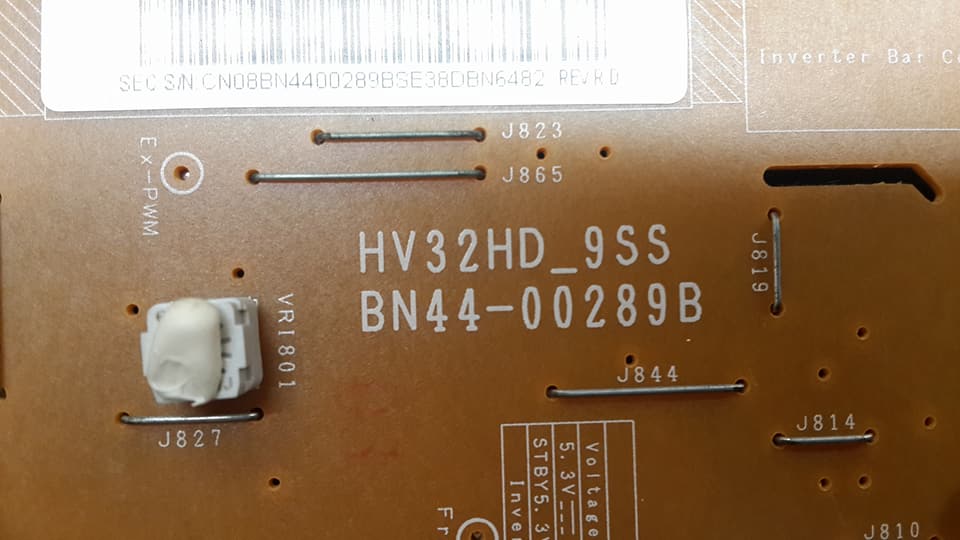 SEC S/N:CN08BN4400289BSE38DBN6482 REV:R.D
Inverter Bar
J823
J865
Ex-PWM
HV32HD_9SS
BN44-00289B
J819
VR1801
J844
J827
J814
Voltage
5.3V
STBY5.3V
J810